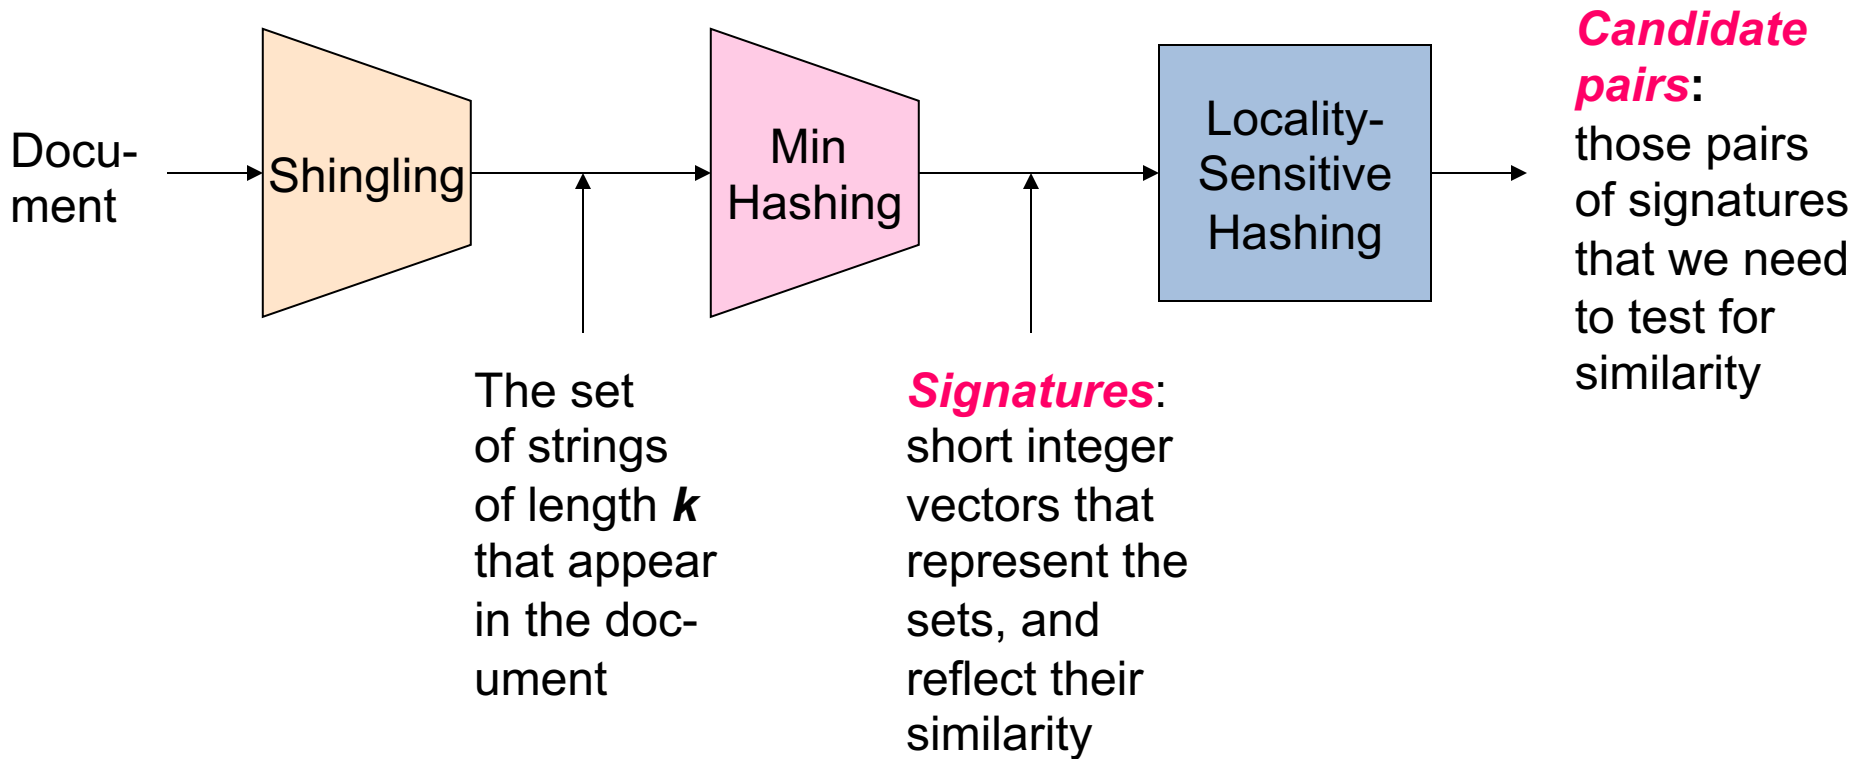 Docu-
ment
Shingling
The set
of strings
of length k
that appear
in the doc-
ument
Min
Hashing
Signatures:
short integer
vectors that
represent the
sets, and
reflect their
similarity
Locality-
Sensitive
Hashing
Candidate
pairs:
those pairs
of signatures
that we need
to test for
similarity